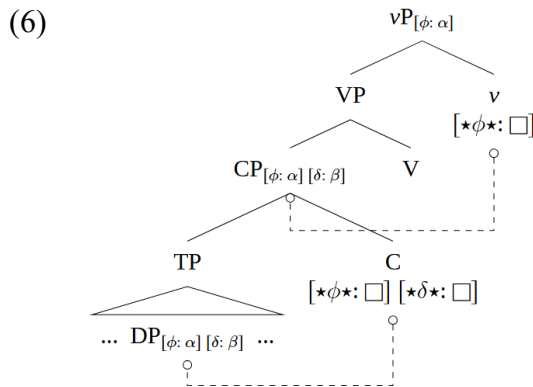 (6)
vP[ϕ: α]
VP v
[⋆ϕ⋆: □]
CP[ϕ: α] [δ: β] V
TP C
[⋆ϕ⋆: □] [⋆δ⋆: □]
... DP[ϕ: α] [δ: β] ...